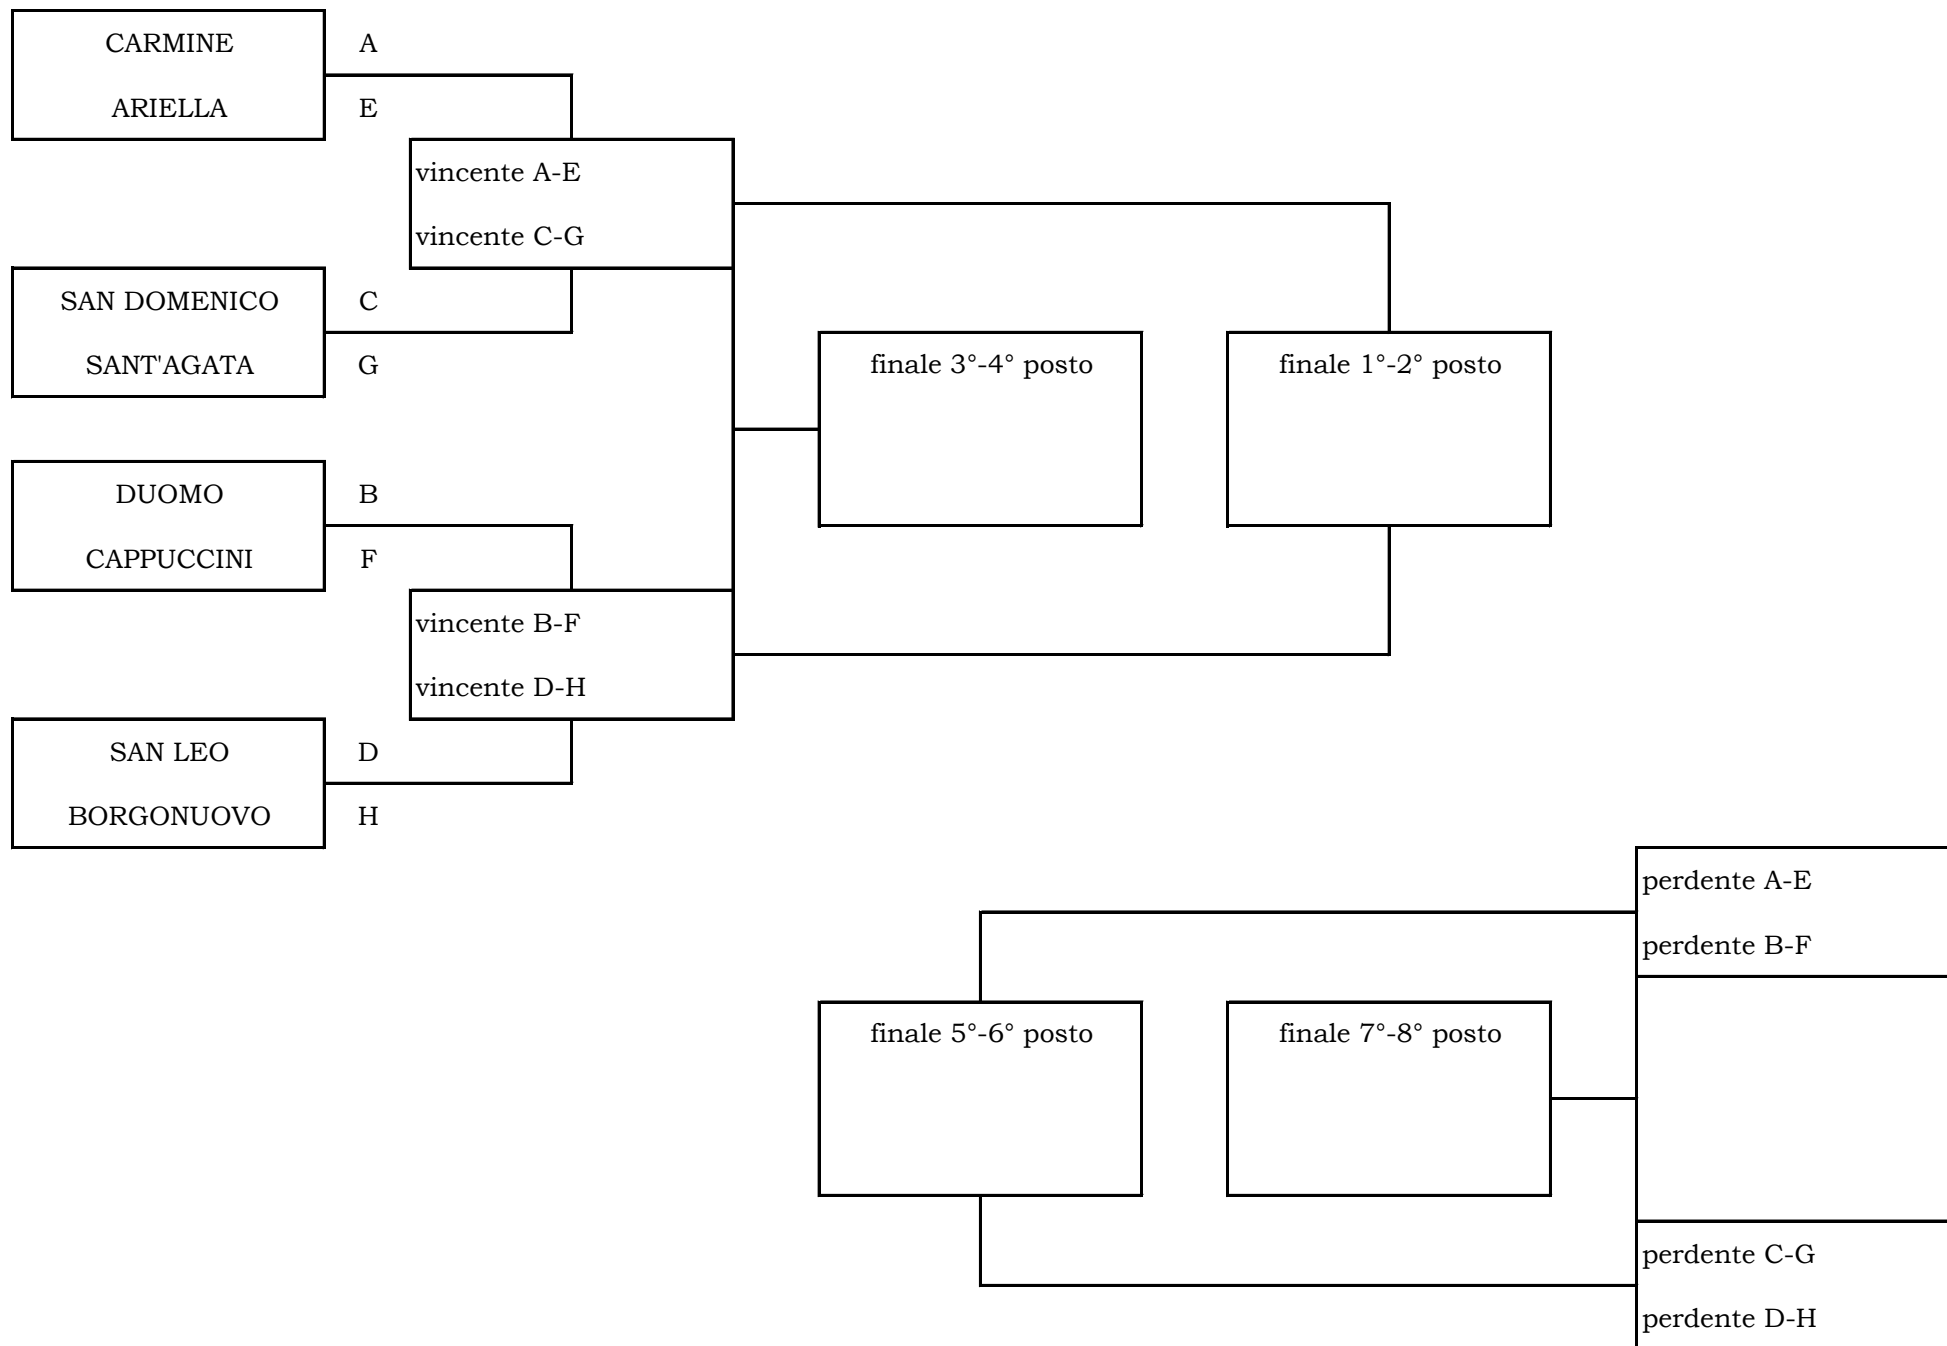 CARMINE A
ARIELLA E
vincente A-E
vincente C-G
SAN DOMENICO C
SANT'AGATA G
finale 3°-4° posto finale 1°-2° posto
DUOMO B
CAPPUCCINI F
vincente B-F
vincente D-H
SAN LEO D
BORGONUOVO H
perdente A-E
perdente B-F
finale 5°-6° posto finale 7°-8° posto
perdente C-G
perdente D-H